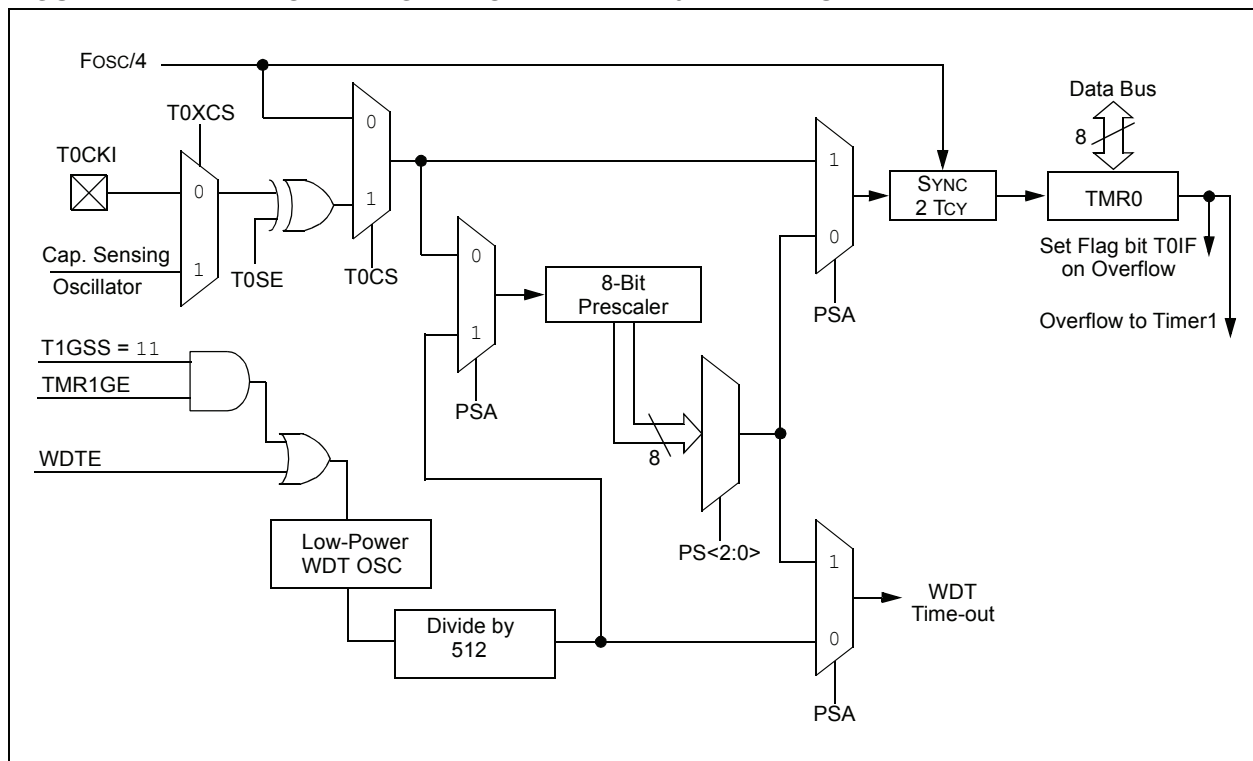 FOSC/4
T0XCS
T0CKI
0
1
Cap. Sensing
Oscillator
T0SE
0
1
T0CS
0
1
PSA
8-Bit
Prescaler
8
PS<2:0>
1
0
PSA
SYNC
2 TCY
Data Bus
8
TMR0
Set Flag bit T0IF
on Overflow
Overflow to Timer1
T1GSS = 11
TMR1GE
WDTE
Low-Power
WDT OSC
Divide by
512
1
0
PSA
WDT
Time-out